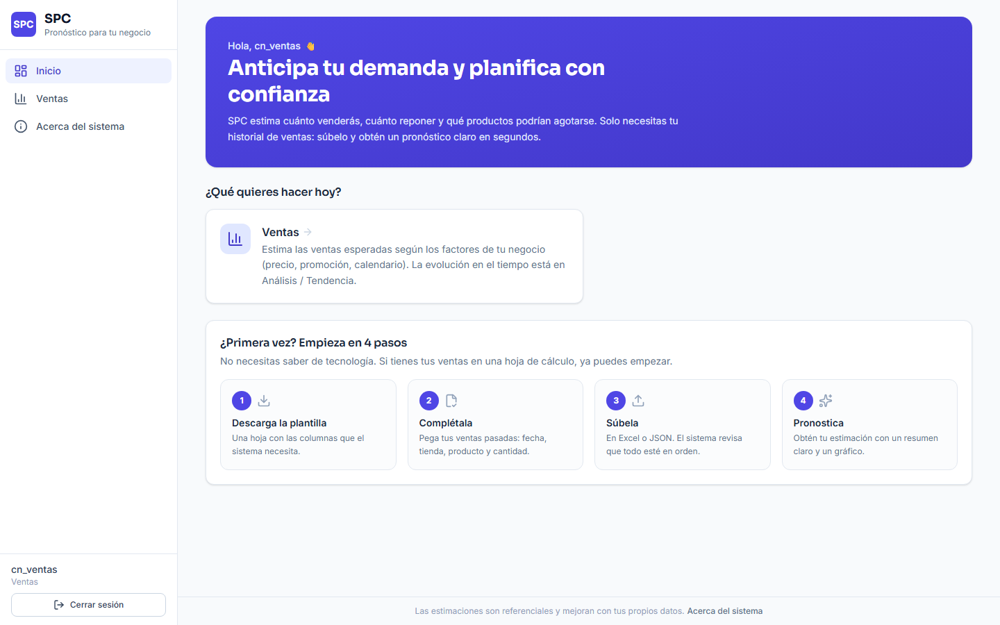 SPC
SPC
Pronóstico para tu negocio
Inicio
Ventas
Acerca del sistema
cn_ventas
Ventas
Cerrar sesión
Hola, cn_ventas 👋
Anticipa tu demanda y planifica con
confianza
SPC estima cuánto venderás, cuánto reponer y qué productos podrían agotarse. Solo necesitas tu
historial de ventas: súbelo y obtén un pronóstico claro en segundos.
¿Qué quieres hacer hoy?
Ventas →
Estima las ventas esperadas según los factores de tu negocio
(precio, promoción, calendario). La evolución en el tiempo está en
Análisis / Tendencia.
¿Primera vez? Empieza en 4 pasos
No necesitas saber de tecnología. Si tienes tus ventas en una hoja de cálculo, ya puedes empezar.
1
Descarga la plantilla
Una hoja con las columnas que el
sistema necesita.
2
Complétala
Pega tus ventas pasadas: fecha,
tienda, producto y cantidad.
3
Súbela
En Excel o JSON. El sistema revisa
que todo esté en orden.
4
Pronostica
Obtén tu estimación con un resumen
claro y un gráfico.
Las estimaciones son referenciales y mejoran con tus propios datos. Acerca del sistema